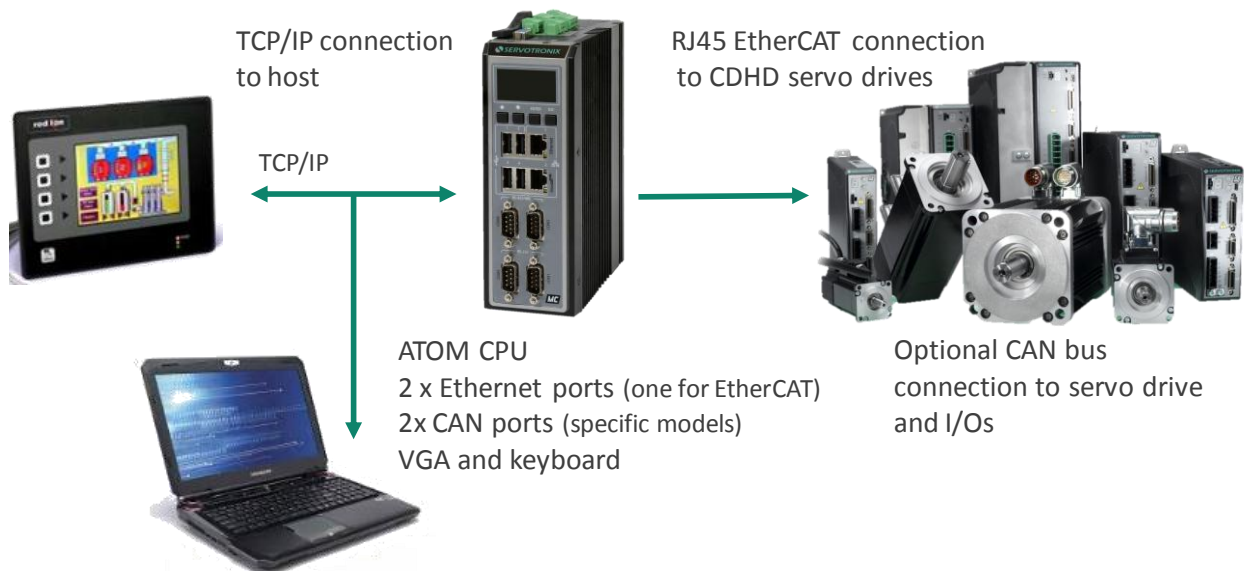 TCP/IP connection
to host
SERVOTRONIX
RJ45 EtherCAT connection
to CDHD servo drives
red lion
TCP/IP
MC
ATOM CPU
2 x Ethernet ports (one for EtherCAT)
2x CAN ports (specific models)
VGA and keyboard
Optional CAN bus
connection to servo drive
and I/Os